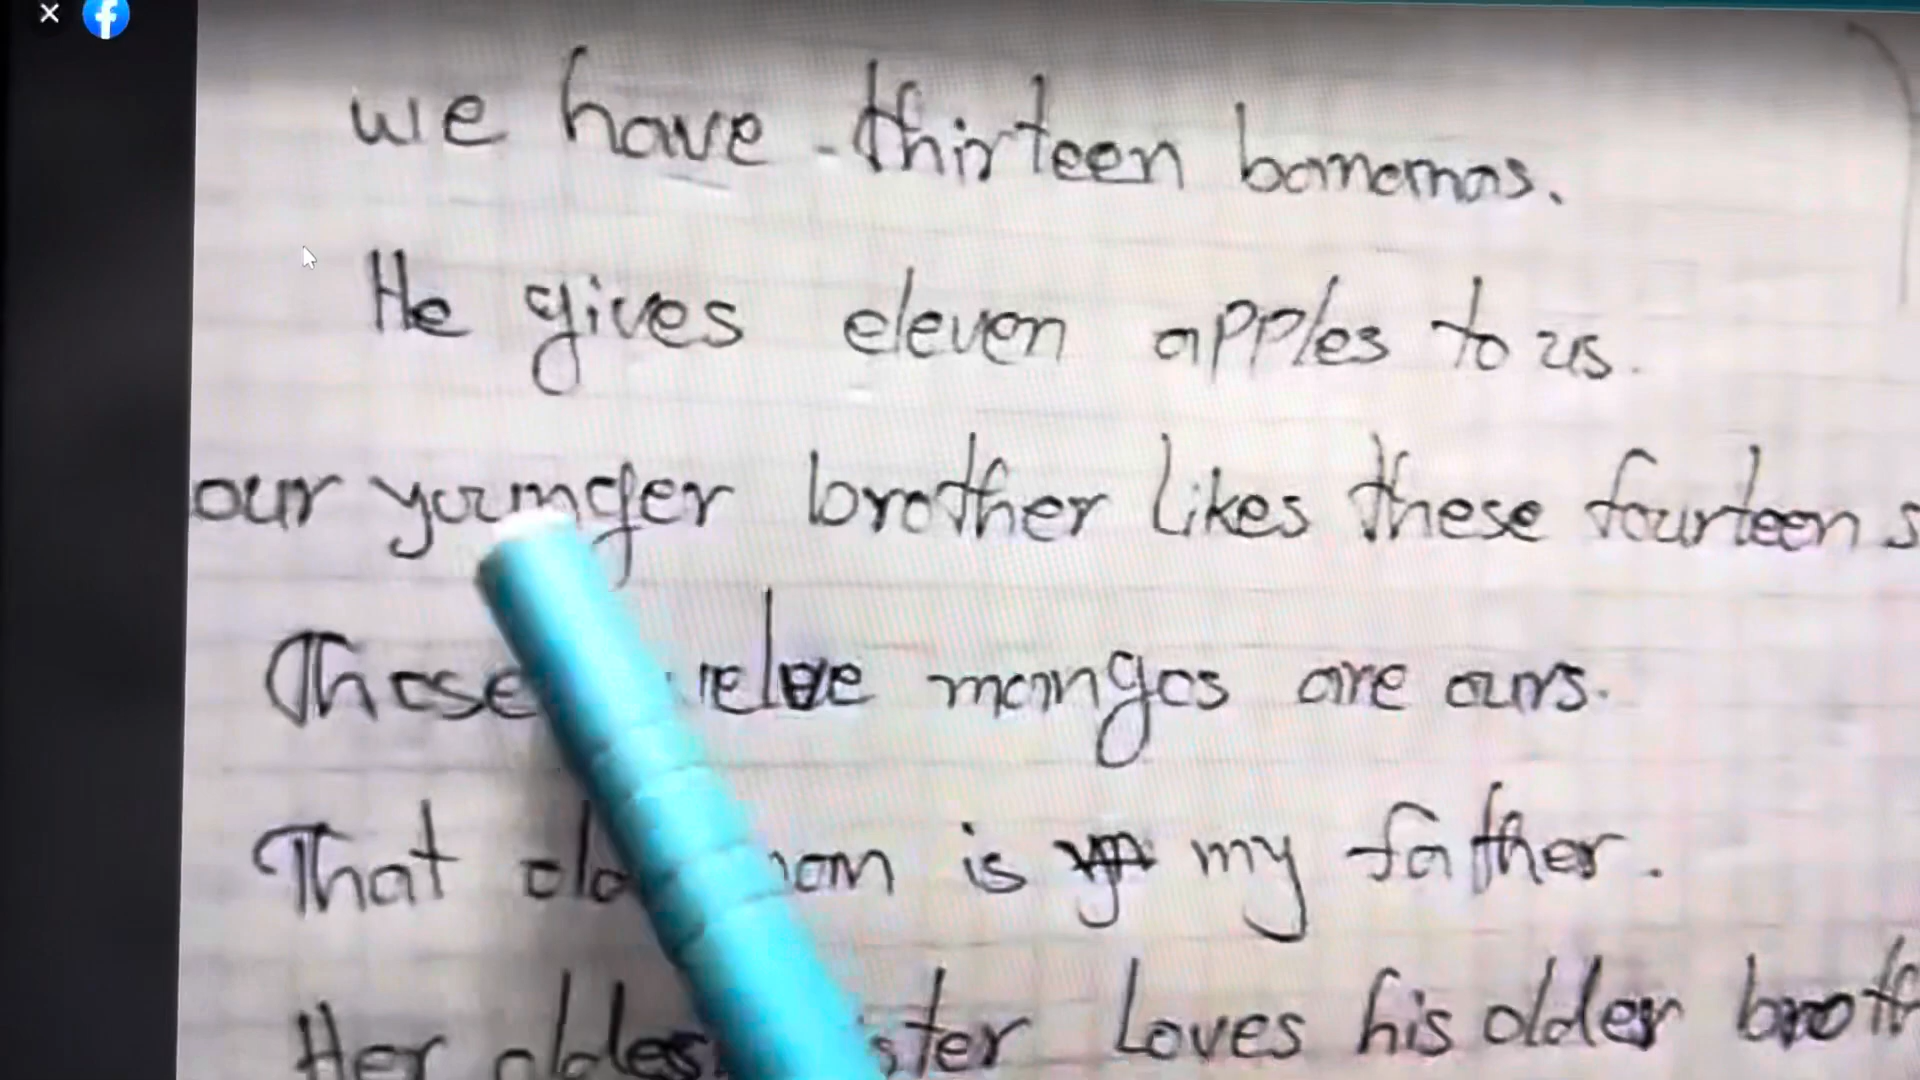 we have thirteen bananas.
He gives eleven apples to us.
our younger brother likes these fourteen
Those mangos are ours.
That is my father.
Her loves his older